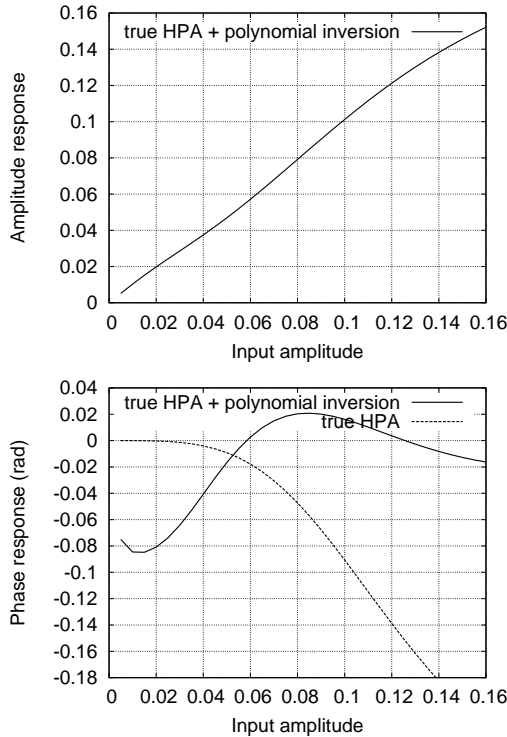 0.16
true HPA + polynomial inversion
0.14
0.12
0.1
0.08
0.06
0.04
0.02
0
Amplitude response
0 0.02 0.04 0.06 0.08 0.1 0.12 0.14 0.16
Input amplitude
0.04
true HPA + polynomial inversion
0.02
true HPA
0
-0.02
-0.04
-0.06
-0.08
-0.1
-0.12
-0.14
-0.16
-0.18
Phase response (rad)
0 0.02 0.04 0.06 0.08 0.1 0.12 0.14 0.16
Input amplitude